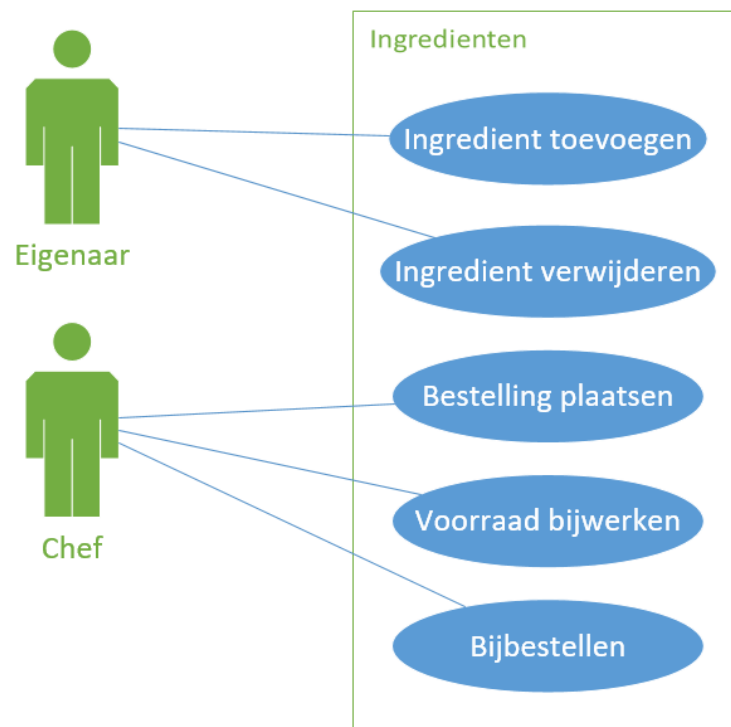 Ingredienten
Ingredient toevoegen
Eigenaar
Ingredient verwijderen
Bestelling plaatsen
Voorraad bijwerken
Chef
Bijbestellen